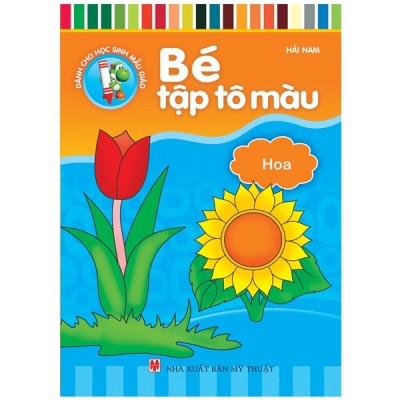 DÀNH CHO HỌC SINH MẪU GIÁO
HẢI NAM
Bé
tập tô màu
Hoa
NHÀ XUẤT BẢN MỸ THUẬT